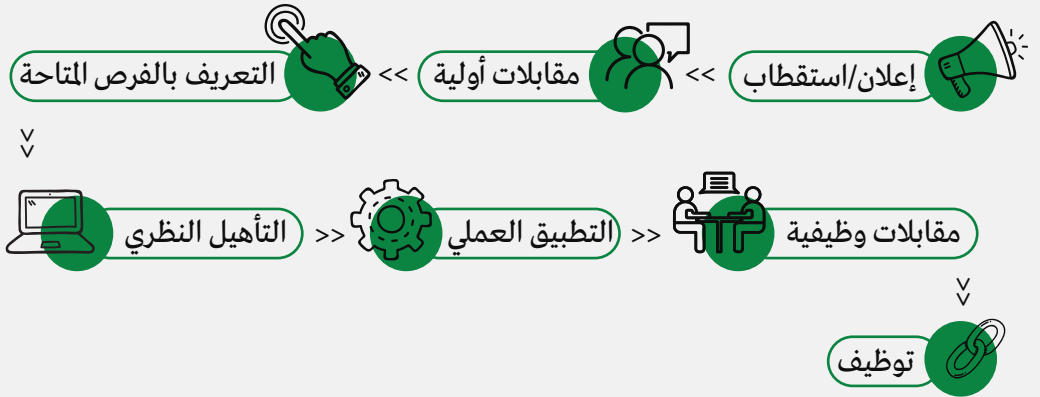 إعلان/استقطاب
>>
مقابلات أولية
>>
التعريف بالفرص المتاحة
>>
التأهيل النظري
>>
التطبيق العملي
>>
مقابلات وظيفية
>>
توظيف